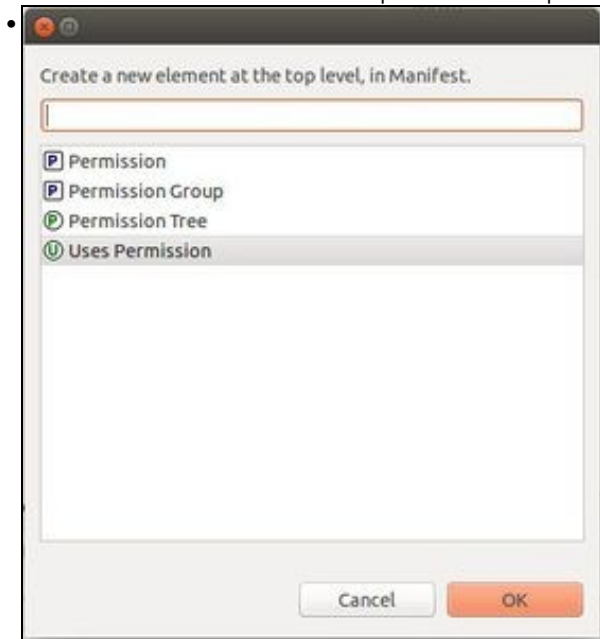 Create a new element at the top level, in Manifest.
P Permission
P Permission Group
P Permission Tree
U Uses Permission
Cancel OK